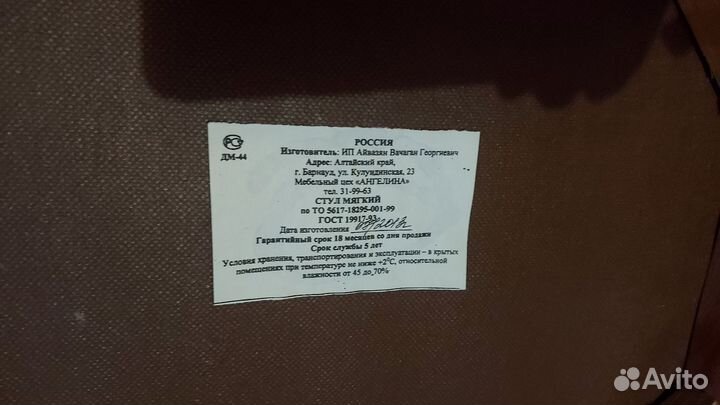 РСТ
ДМ-44
РОССИЯ
Изготовитель: ИП Айвазян Вачаган Георгиевич
Адрес: Алтайский край,
г. Барнаул, ул. Кулундинская, 23
Мебельный цех «АНГЕЛИНА»
тел. 31-99-63
СТУЛ МЯГКИЙ
по ТО 5617-18295-001-99
ГОСТ 19917-93
Дата изготовления 2013г
Гарантийный срок 18 месяцев со дня продажи
Срок службы 5 лет
Условия хранения, транспортирования и эксплуатации – в крытых
помещениях при температуре не ниже +2°С, относительной
влажности от 45 до 70%
Avito